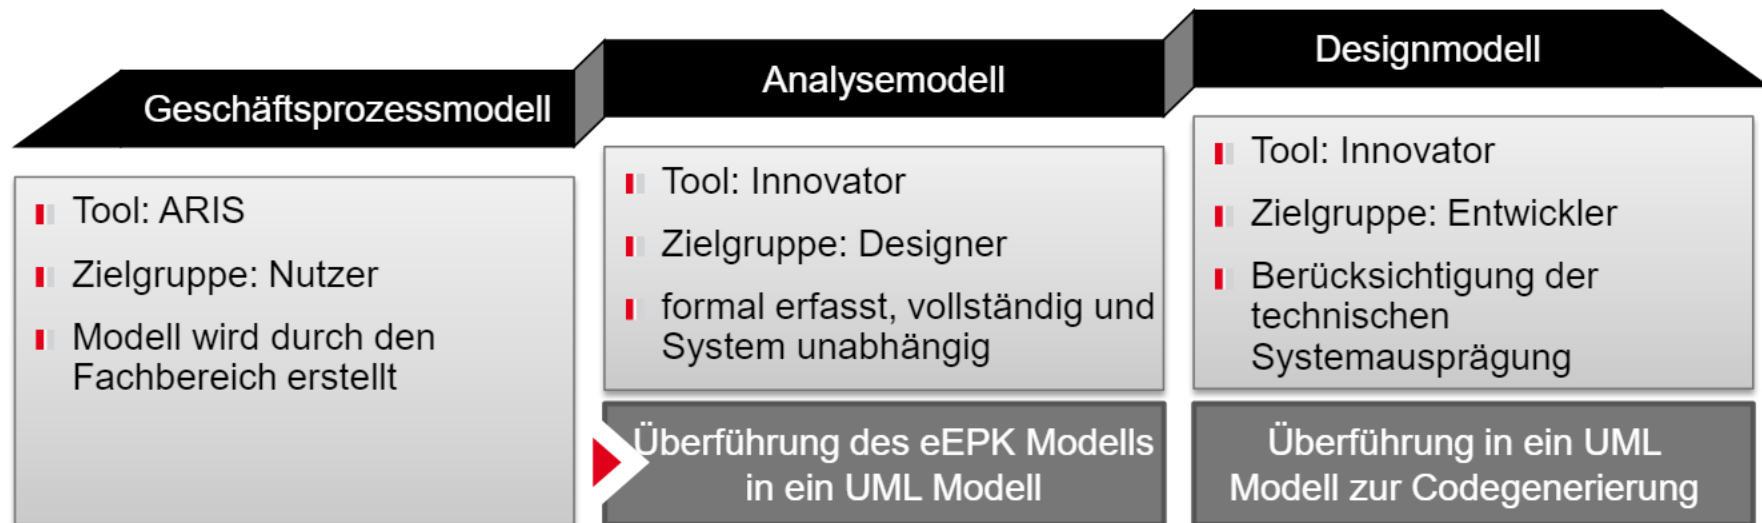 Geschäftsprozessmodell
Tool: ARIS
Zielgruppe: Nutzer
Modell wird durch den
Fachbereich erstellt
Analysemodell
Tool: Innovator
Zielgruppe: Designer
formal erfasst, vollständig und
System unabhängig
Überführung des eEPK Modells
in ein UML Modell
Designmodell
Tool: Innovator
Zielgruppe: Entwickler
Berücksichtigung der
technischen
Systemausprägung
Überführung in ein UML
Modell zur Codegenerierung